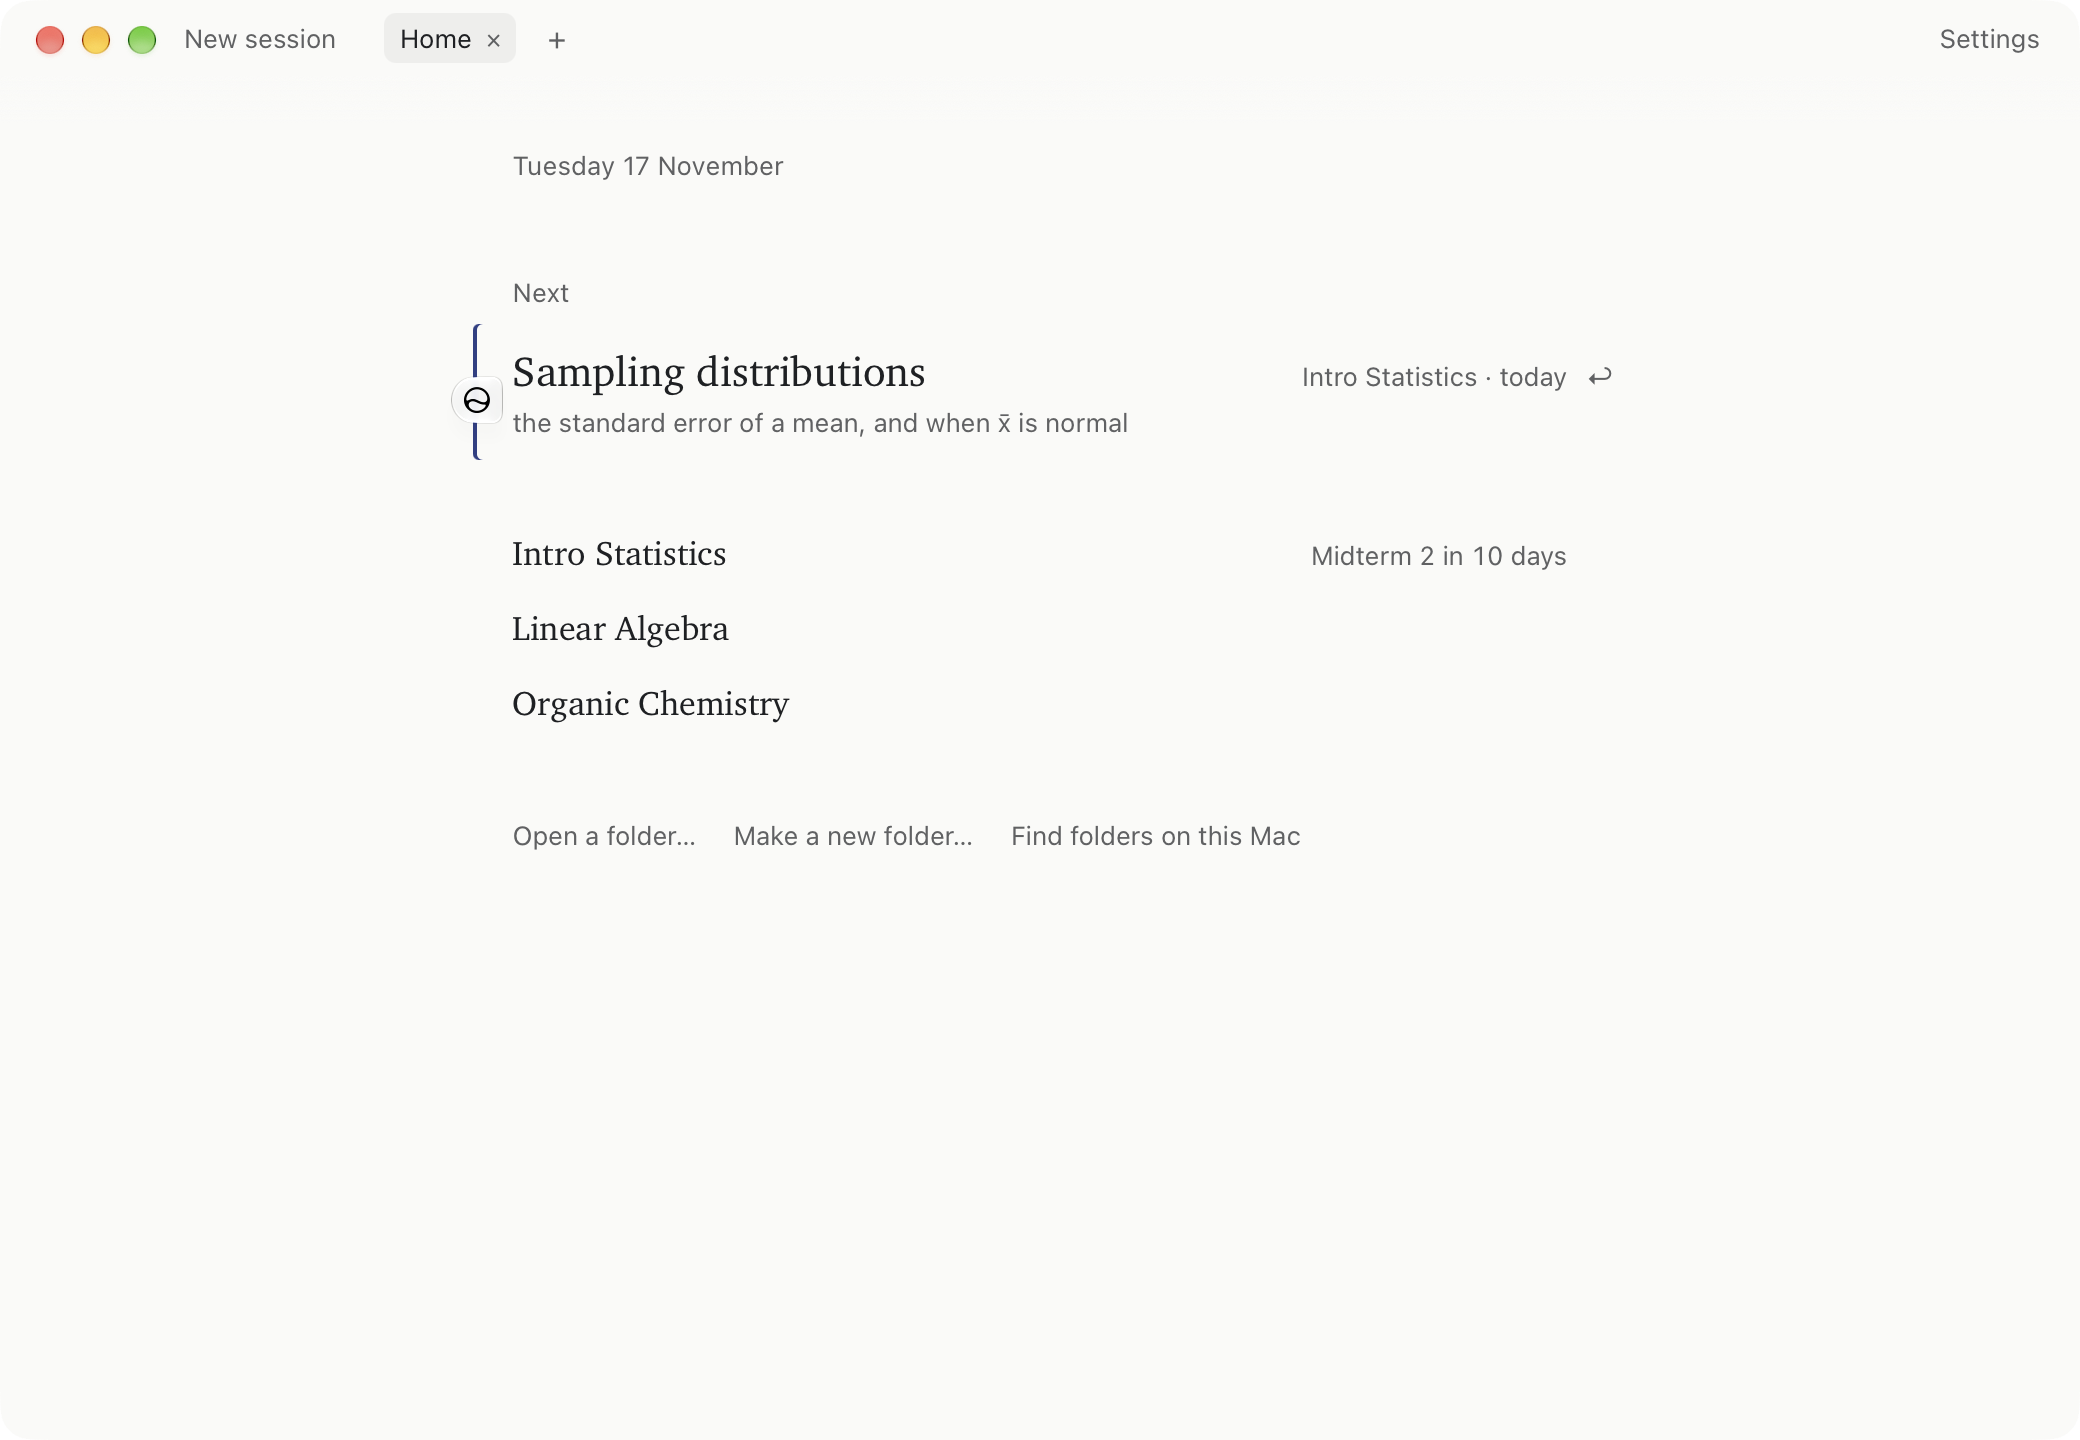 New session Home × + Settings
Tuesday 17 November
Next
Sampling distributions Intro Statistics · today ↩
the standard error of a mean, and when x̄ is normal
Intro Statistics Midterm 2 in 10 days
Linear Algebra
Organic Chemistry
Open a folder... Make a new folder... Find folders on this Mac